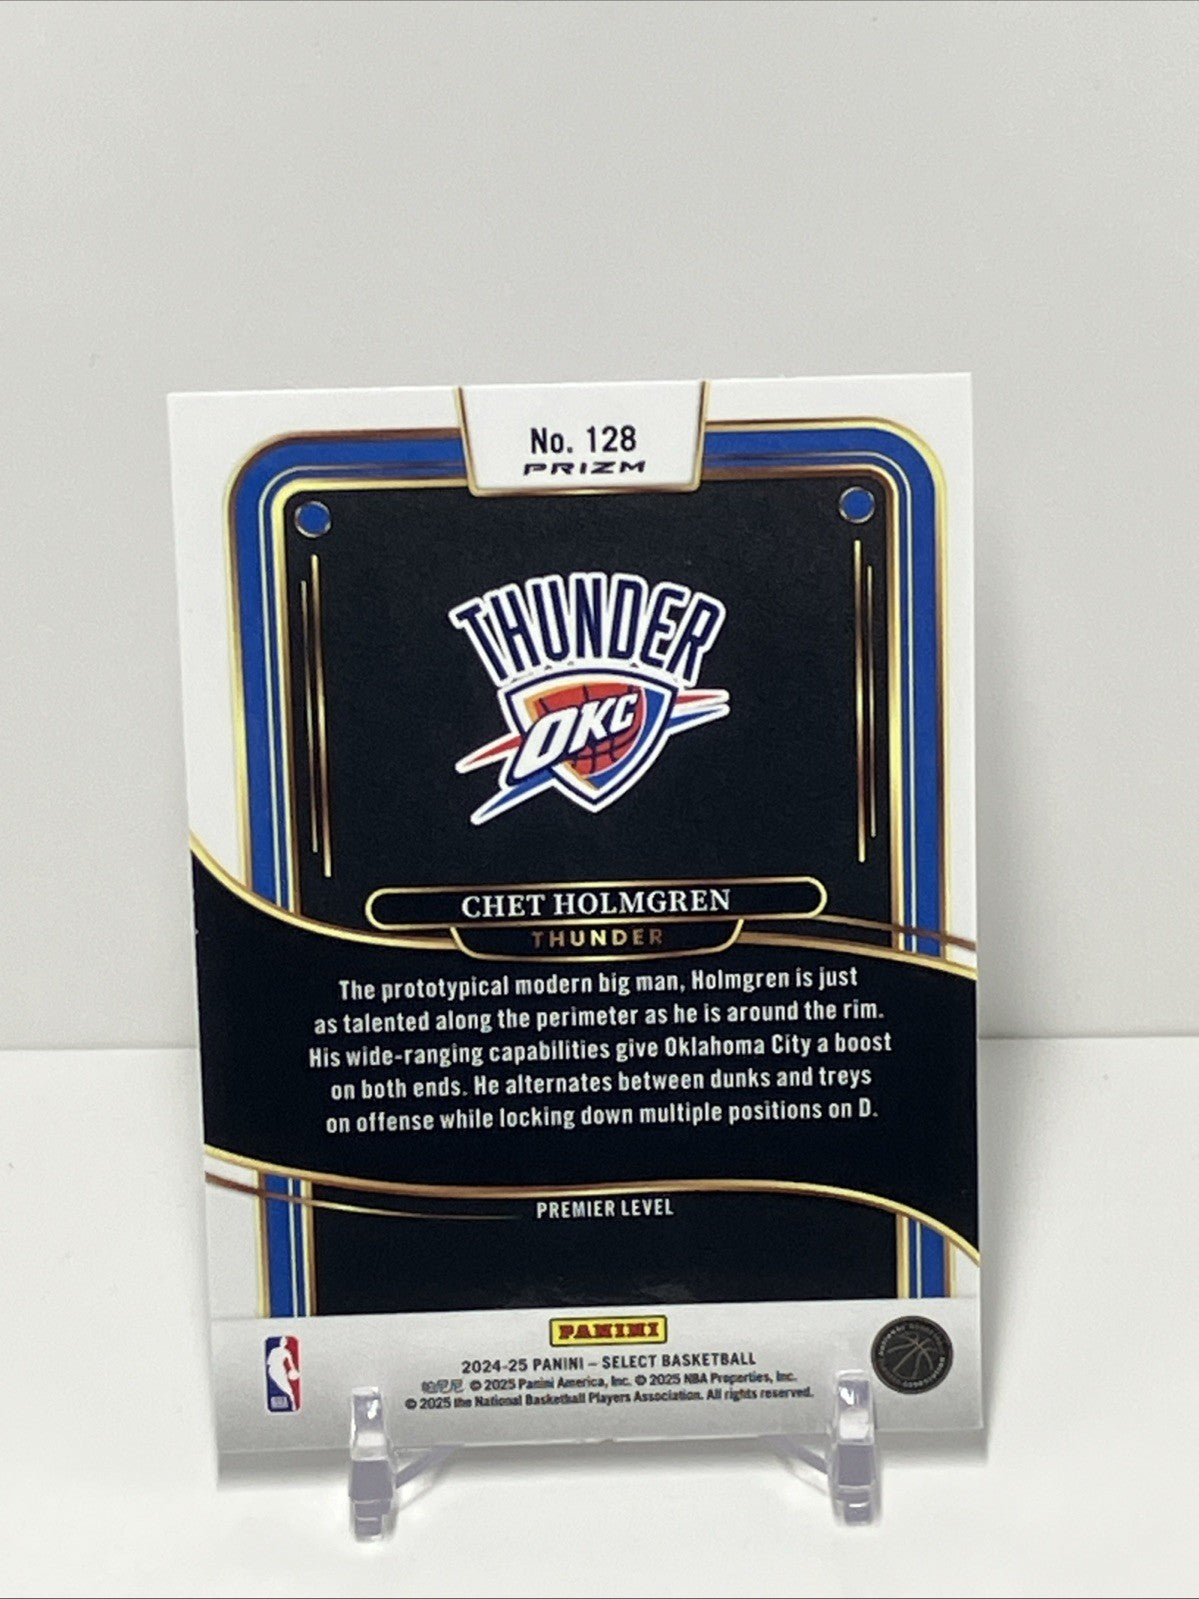 No. 128
PRIZM
THUNDER
OKC
CHET HOLMGREN
THUNDER
The prototypical modern big man, Holmgren is just
as talented along the perimeter as he is around the rim.
His wide-ranging capabilities give Oklahoma City a boost
on both ends. He alternates between dunks and treys
on offense while locking down multiple positions on D.
PREMIER LEVEL
PANINI
2024-25 PANINI – SELECT BASKETBALL
帕尼尼 © 2025 Panini America, Inc. © 2025 NBA Properties, Inc.
© 2025 the National Basketball Players Association. All rights reserved.
NBA